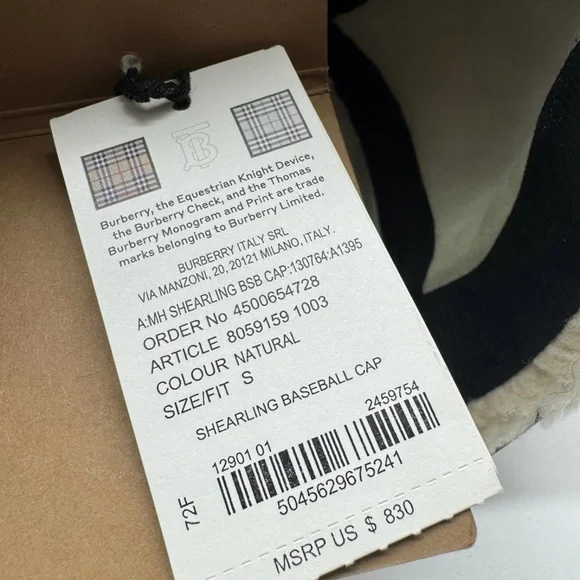 TB
Burberry, the Equestrian Knight Device,
the Burberry Check, and the Thomas
Burberry Monogram and Print are trade
marks belonging to Burberry Limited.
BURBERRY ITALY SRL
VIA MANZONI, 20, 20121 MILANO, ITALY.
A:MH SHEARLING BSB CAP:130764:A1395
ORDER No 4500654728
ARTICLE 8059159 1003
COLOUR NATURAL
SIZE/FIT S
SHEARLING BASEBALL CAP
12901 01 2459754
72F
5045629675241
MSRP US $ 830